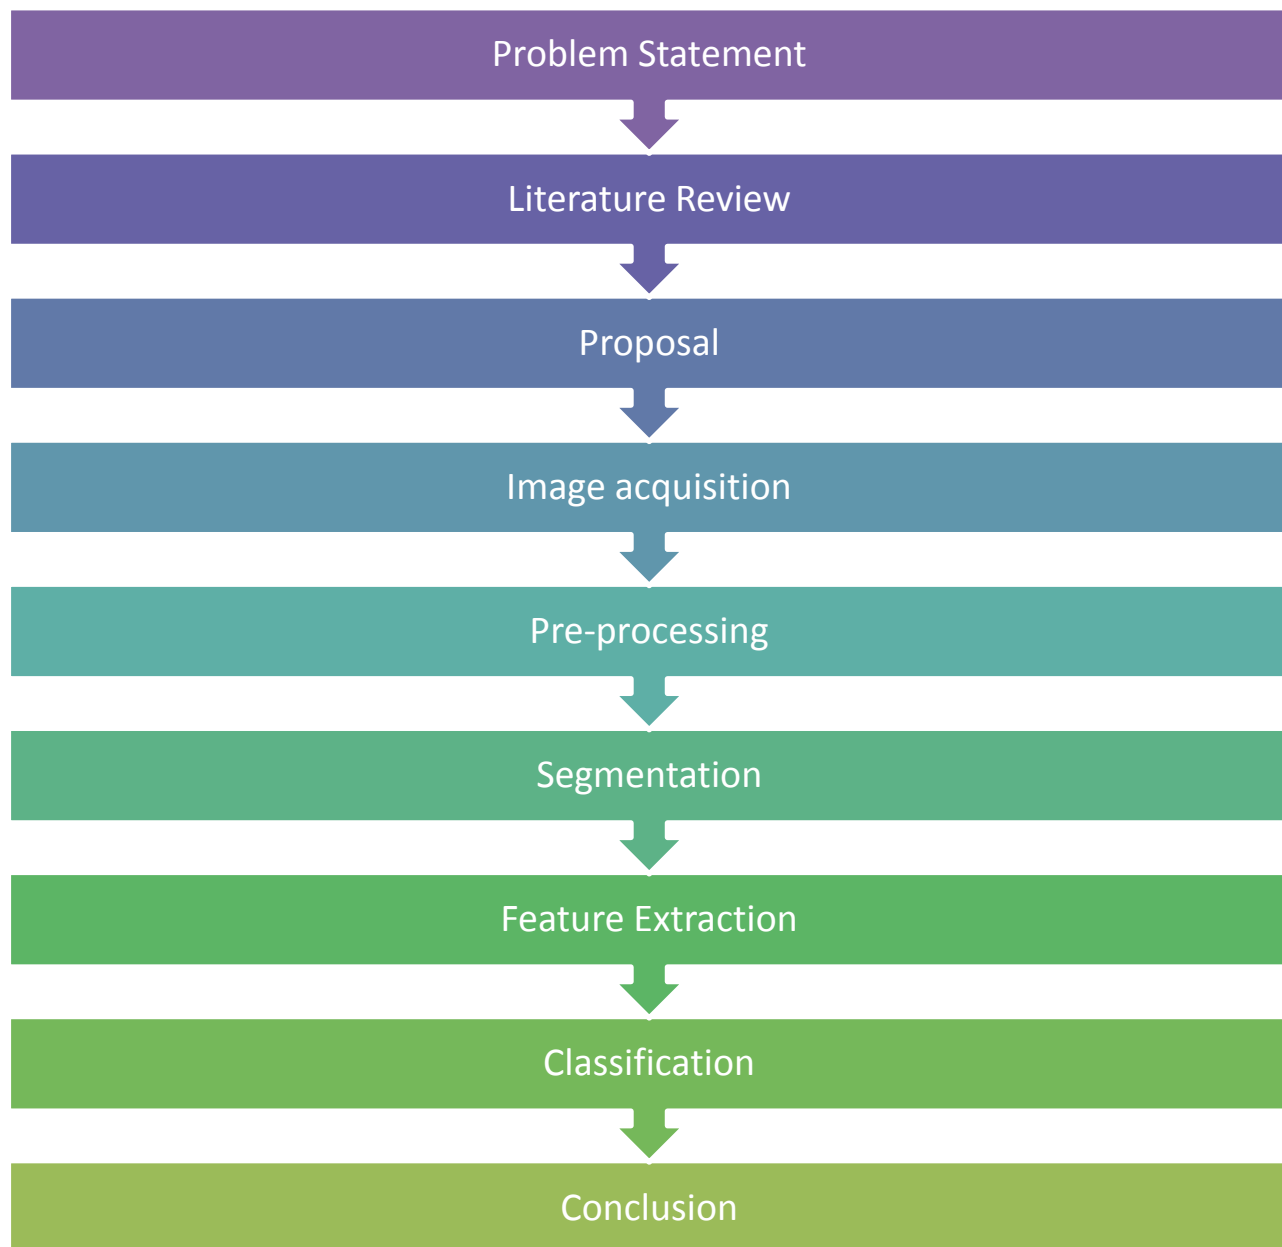 Problem Statement
Literature Review
Proposal
Image acquisition
Pre-processing
Segmentation
Feature Extraction
Classification
Conclusion